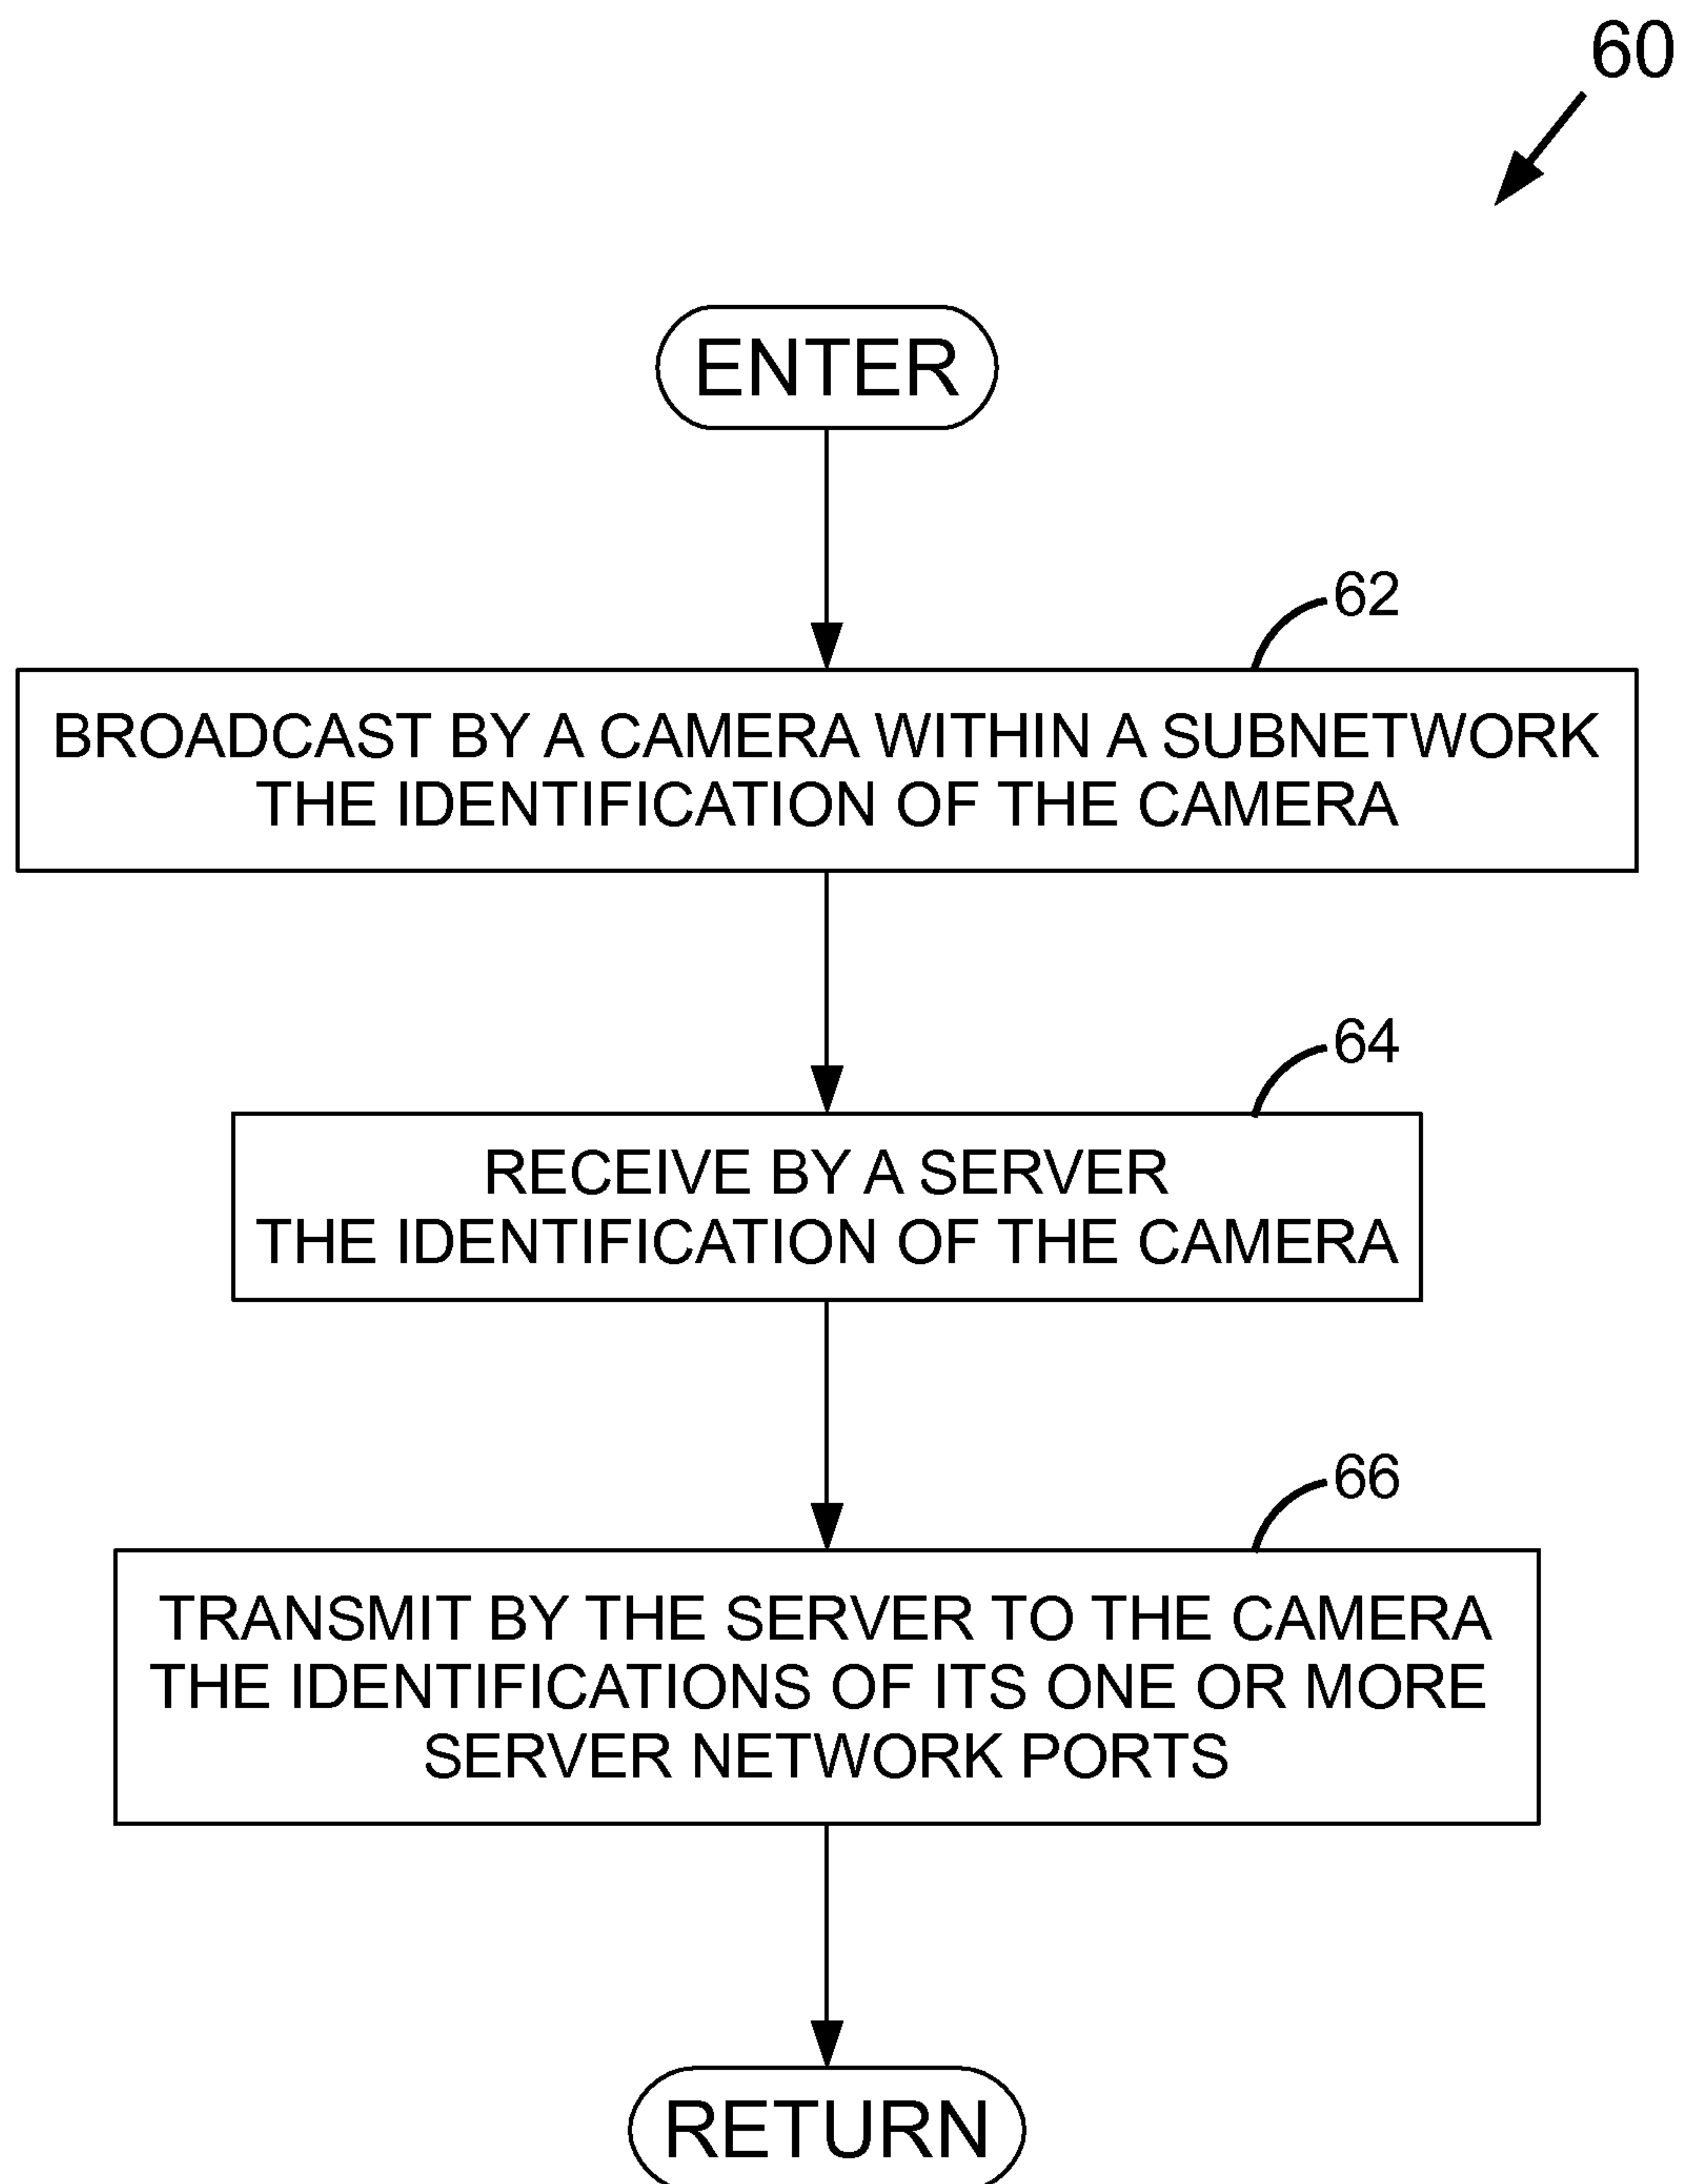 60
ENTER
62
BROADCAST BY A CAMERA WITHIN A SUBNETWORK
THE IDENTIFICATION OF THE CAMERA
64
RECEIVE BY A SERVER
THE IDENTIFICATION OF THE CAMERA
66
TRANSMIT BY THE SERVER TO THE CAMERA
THE IDENTIFICATIONS OF ITS ONE OR MORE
SERVER NETWORK PORTS
RETURN